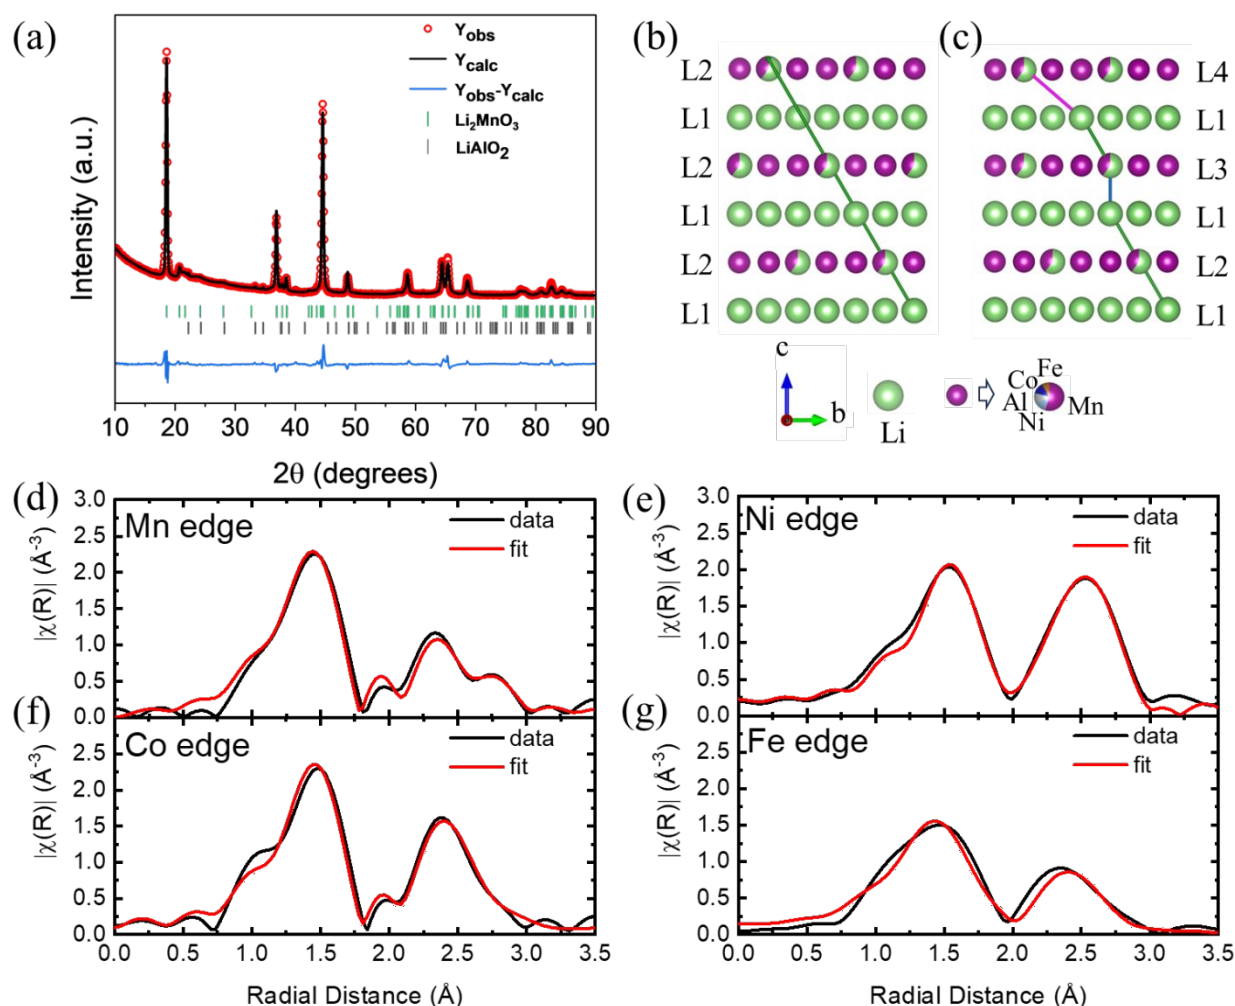 (a)
Y_obs
Y_calc
Y_obs-Y_calc
Li₂MnO₃
LiAlO₂
Intensity (a.u.)
10 20 30 40 50 60 70 80 90
2θ (degrees)
(b)
L2
L1
L2
L1
L2
L1
(c)
L4
L1
L3
L1
L2
L1
c
b
Li
Co Fe
Al Mn
Ni
(d)
Mn edge
data
fit
|χ(R)| (Å⁻³)
3.0
2.5
2.0
1.5
1.0
0.5
0.0
(e)
Ni edge
data
fit
|χ(R)| (Å⁻³)
3.0
2.5
2.0
1.5
1.0
0.5
0.0
(f)
Co edge
data
fit
|χ(R)| (Å⁻³)
2.5
2.0
1.5
1.0
0.5
0.0
0.0 0.5 1.0 1.5 2.0 2.5 3.0 3.5
Radial Distance (Å)
(g)
Fe edge
data
fit
|χ(R)| (Å⁻³)
2.5
2.0
1.5
1.0
0.5
0.0
0.0 0.5 1.0 1.5 2.0 2.5 3.0 3.5
Radial Distance (Å)